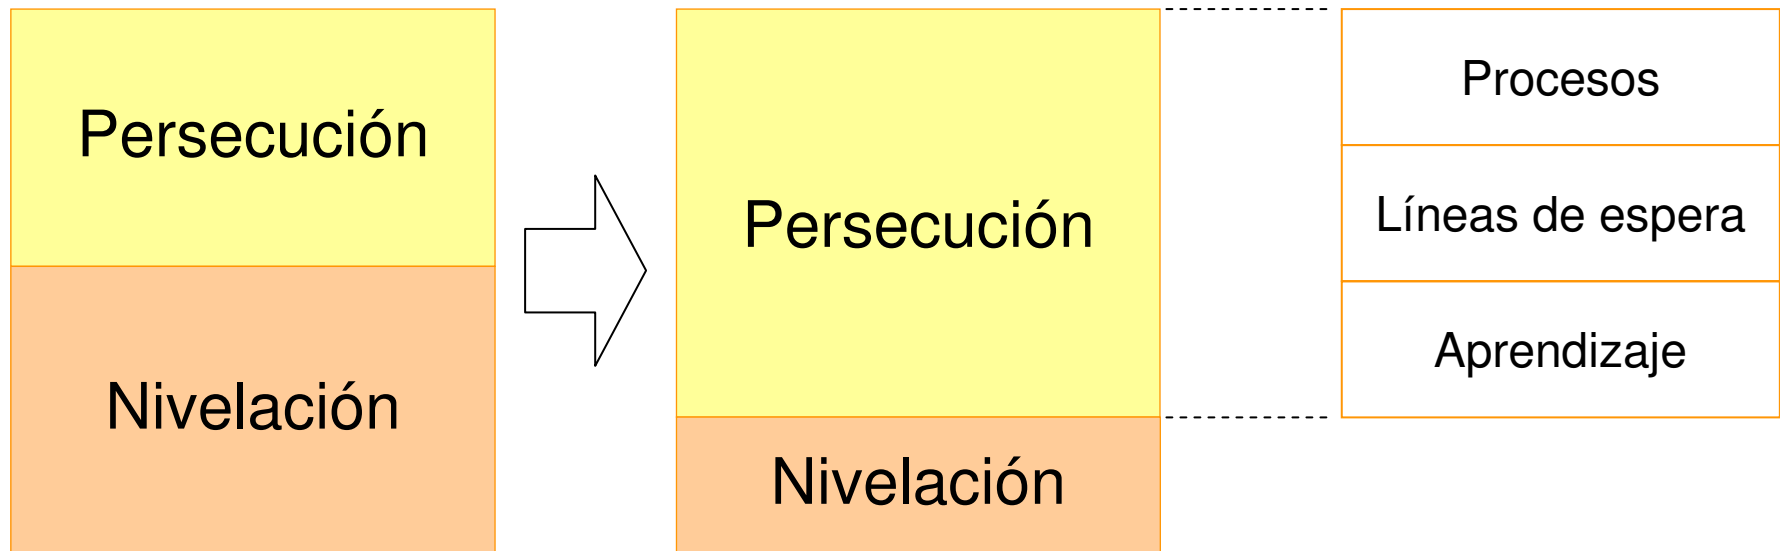 Persecución
Nivelación
Persecución
Nivelación
Procesos
Líneas de espera
Aprendizaje